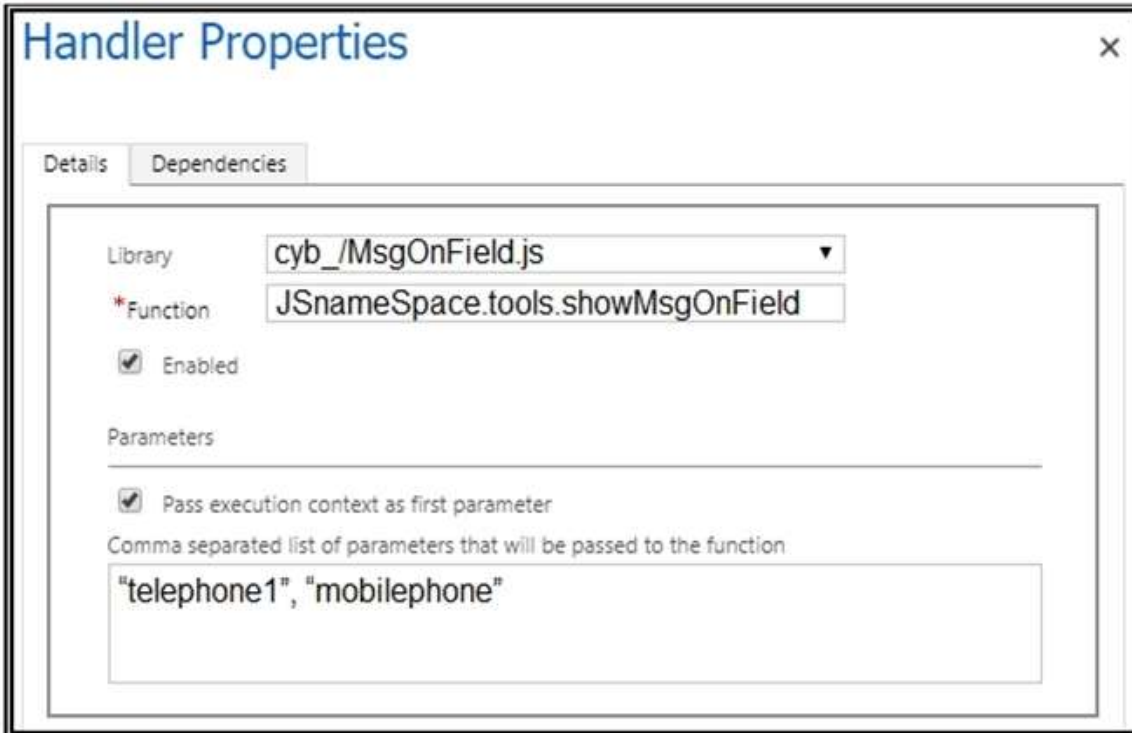 Handler Properties
×
Details Dependencies
Library cyb_/MsgOnField.js
*Function JSnameSpace.tools.showMsgOnField
Enabled
Parameters
Pass execution context as first parameter
Comma separated list of parameters that will be passed to the function
“telephone1”, “mobilephone”